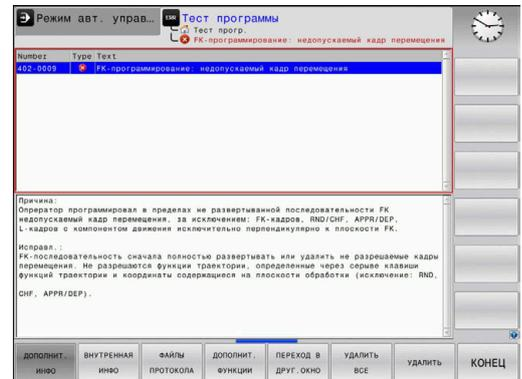 Режим авт. управ…
ERR Тест программы
Тест прогр.
FK-программирование: недопускаемый кадр перемещения
Number Type Text
402-0009 FK-программирование: недопускаемый кадр перемещения
Причина:
Опрератор программировал в пределах не развертыванной последовательности FK
недопускаемый кадр перемещения, за исключением: FK-кадров, RND/CHF, APPR/DEP,
L-кадров с компонентом движения исключительно перпендикулярно к плоскости FK.
Исправл.:
FK-последовательность сначала полностью развертывать или удалить не разрешаемые кадры
перемещения. Не разрешаются функции траектории, определенные через серыве клавиши
функций траектории и координаты содержащиеся на плоскости обработки (исключение: RND,
CHF, APPR/DEP).
ДОПОЛНИТ. ИНФО
ВНУТРЕННАЯ ИНФО
ФАЙЛЫ ПРОТОКОЛА
ДОПОЛНИТ. ФУНКЦИИ
ПЕРЕХОД В ДРУГ.ОКНО
УДАЛИТЬ ВСЕ
УДАЛИТЬ
КОНЕЦ